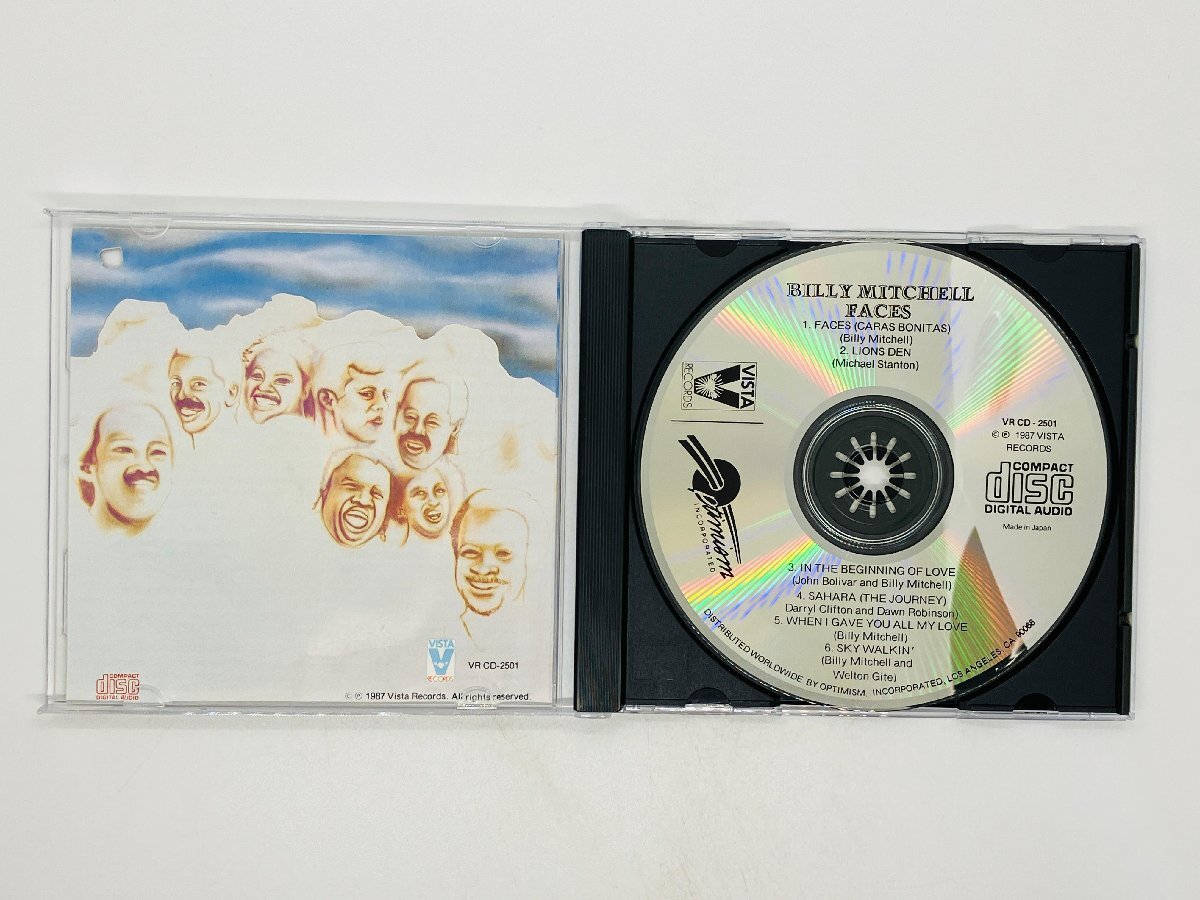 VISTA
RECORDS
VR CD-2501
COMPACT
disc
DIGITAL AUDIO
© ℗ 1987 Vista Records. All rights reserved.
BILLY MITCHELL
FACES
1. FACES (CARAS BONITAS)
(Billy Mitchell)
2. LIONS DEN
(Michael Stanton)
VISTA
RECORDS
VR CD - 2501
© ℗ 1987 VISTA
RECORDS
COMPACT
disc
DIGITAL AUDIO
Made in Japan
INCORPORATED
3. IN THE BEGINNING OF LOVE
(John Bolivar and Billy Mitchell)
4. SAHARA (THE JOURNEY)
Darryl Clifton and Dawn Robinson)
5. WHEN I GAVE YOU ALL MY LOVE
(Billy Mitchell)
6. SKY WALKIN'
(Billy Mitchell and
Welton Gite)
DISTRIBUTED WORLDWIDE BY OPTIMISM, INCORPORATED, LOS ANGELES, CA 90068